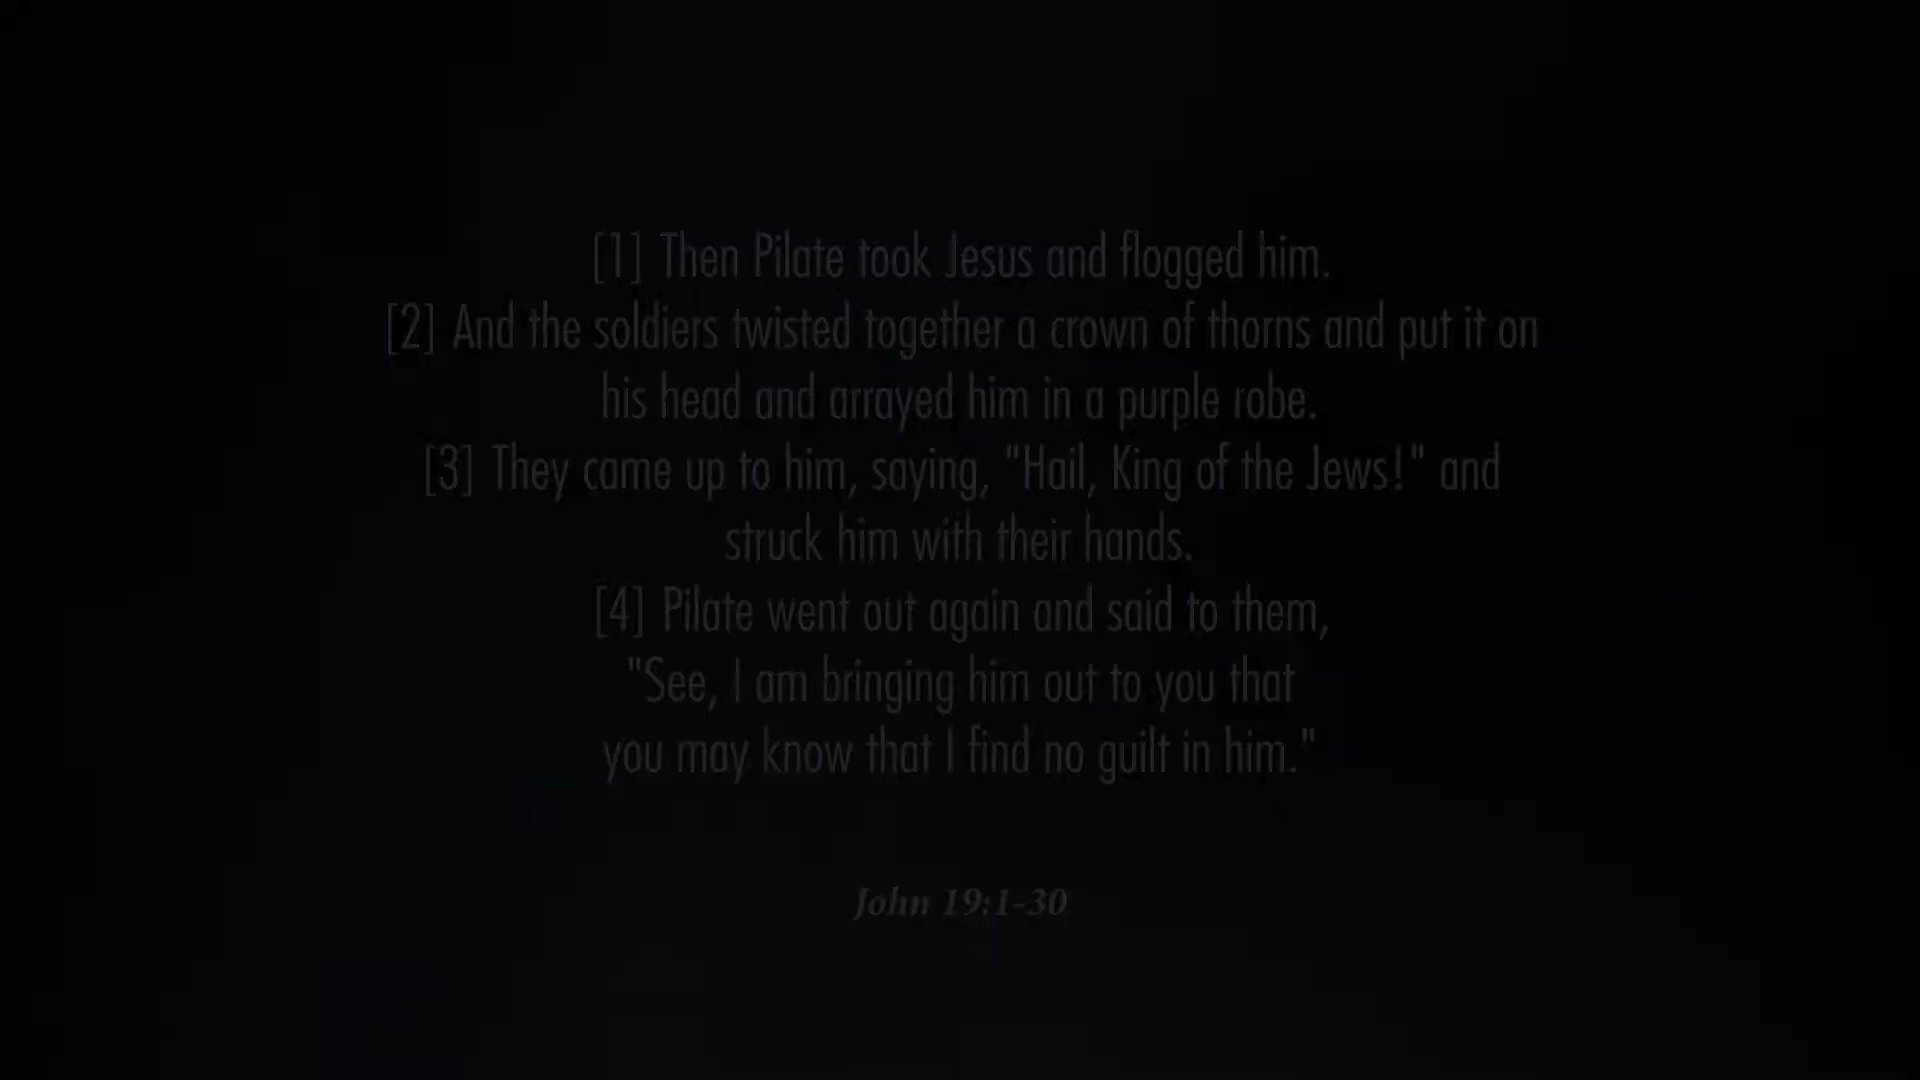 [1] Then Pilate took Jesus and flogged him.
[2] And the soldiers twisted together a crown of thorns and put it on
his head and arrayed him in a purple robe.
[3] They came up to him, saying, "Hail, King of the Jews!" and
struck him with their hands.
[4] Pilate went out again and said to them,
"See, I am bringing him out to you that
you may know that I find no guilt in him."
John 19:1-30